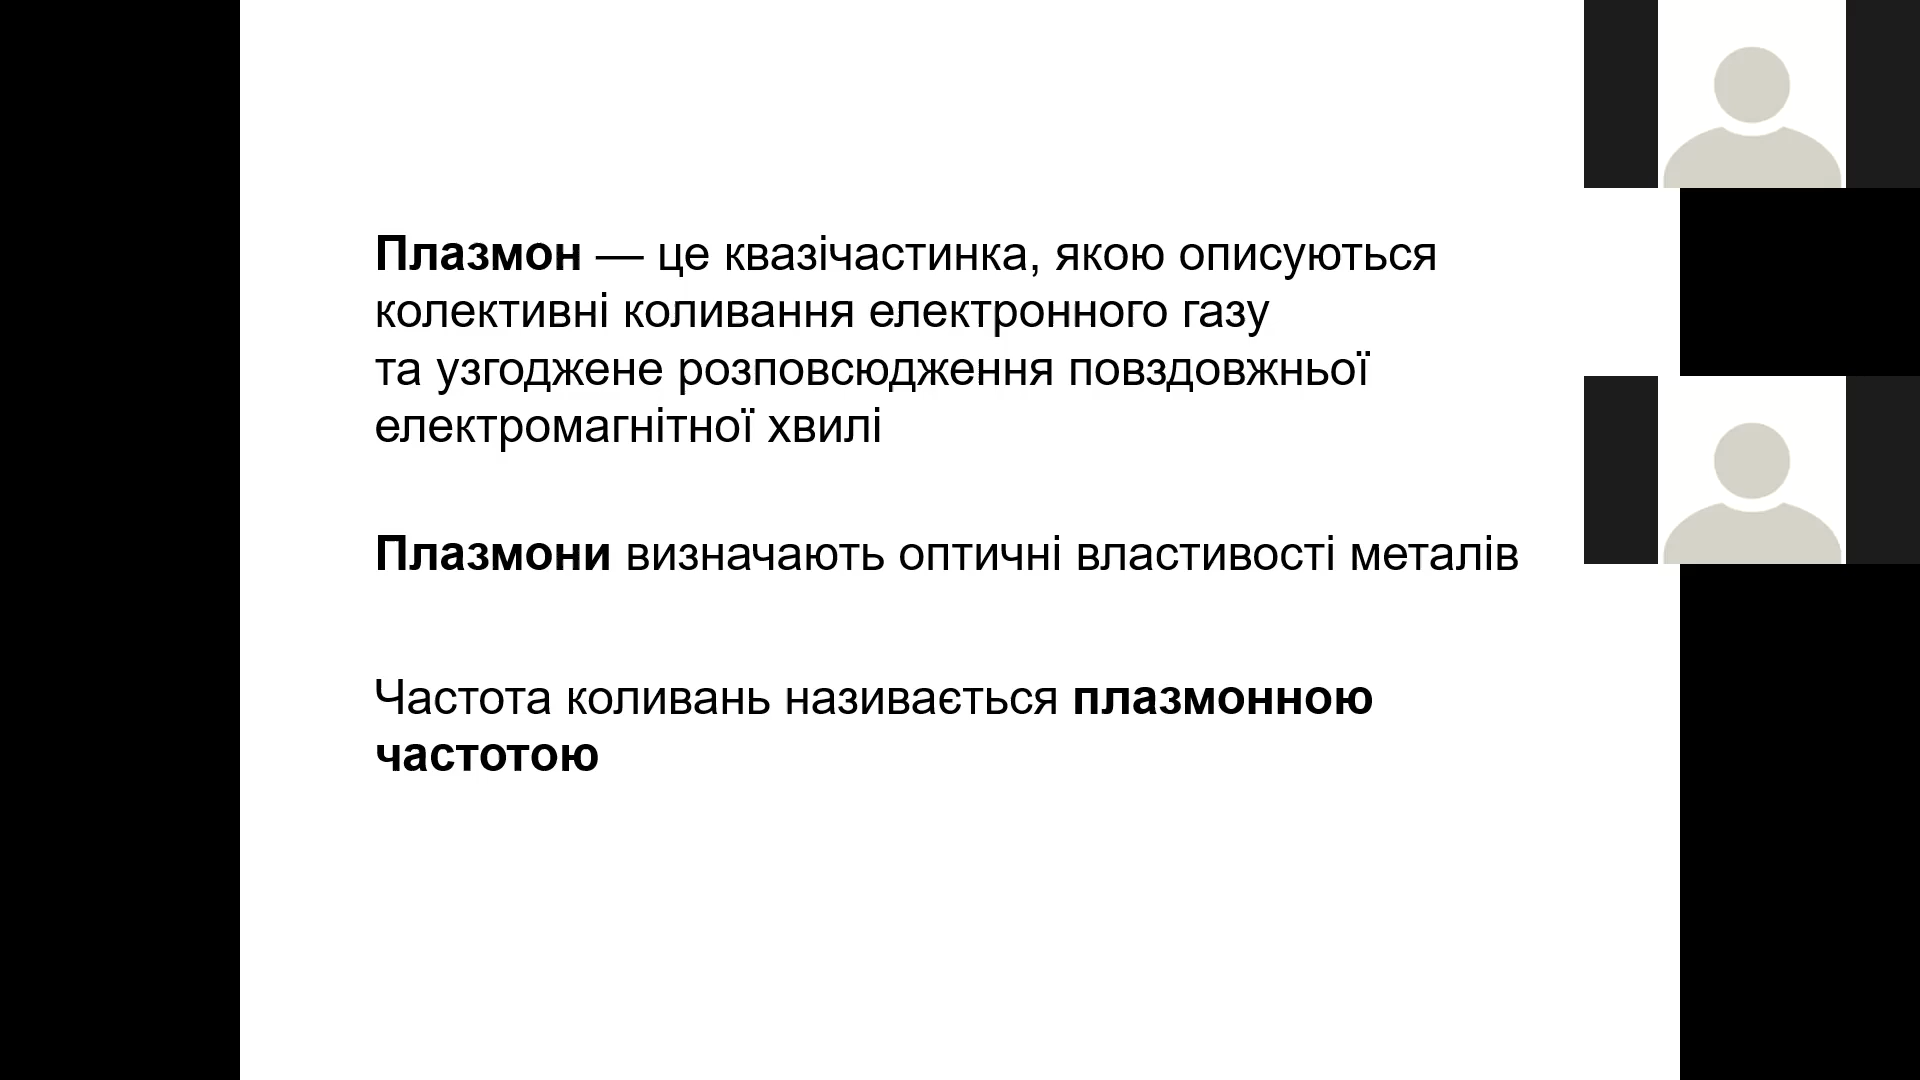 Плазмон — це квазічастинка, якою описуються
колективні коливання електронного газу
та узгоджене розповсюдження повздовжньої
електромагнітної хвилі
Плазмони визначають оптичні властивості металів
Частота коливань називається плазмонною
частотою